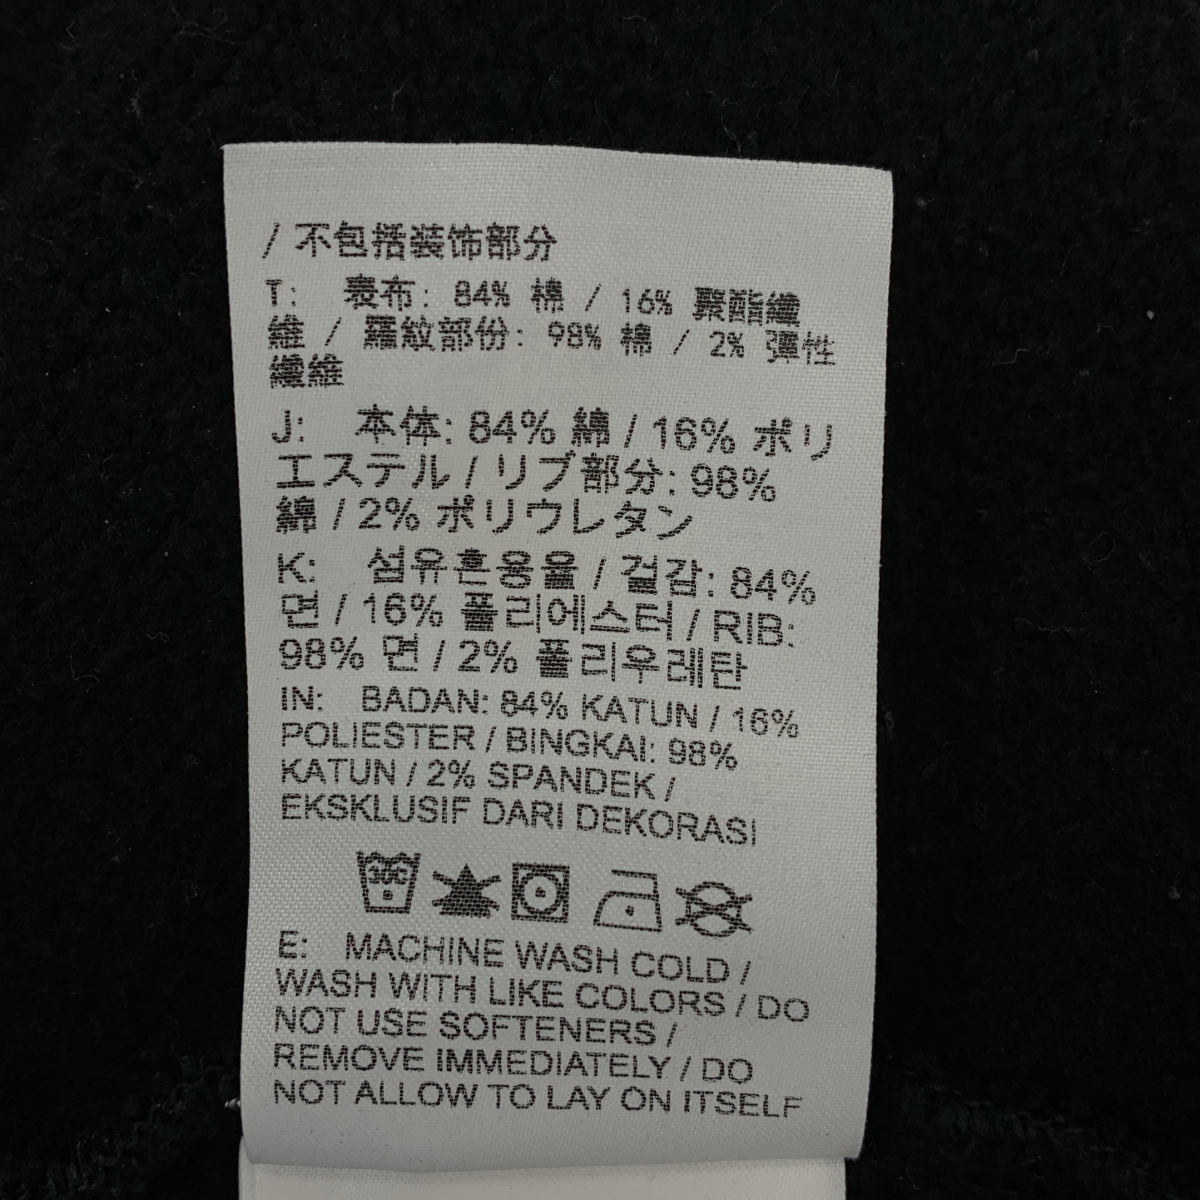 / 不包括装饰部分
T: 表布: 84% 棉 / 16% 聚酯纖
維 / 羅紋部份: 98% 棉 / 2% 彈性
纖維
J: 本体: 84% 綿 / 16% ポリ
エステル / リブ部分: 98%
綿 / 2% ポリウレタン
K: 섬유혼용율 / 겉감: 84%
면 / 16% 폴리에스터 / RIB:
98% 면 / 2% 폴리우레탄
IN: BADAN: 84% KATUN / 16%
POLIESTER / BINGKAI: 98%
KATUN / 2% SPANDEK /
EKSKLUSIF DARI DEKORASI
30C
E: MACHINE WASH COLD /
WASH WITH LIKE COLORS / DO
NOT USE SOFTENERS /
REMOVE IMMEDIATELY / DO
NOT ALLOW TO LAY ON ITSELF